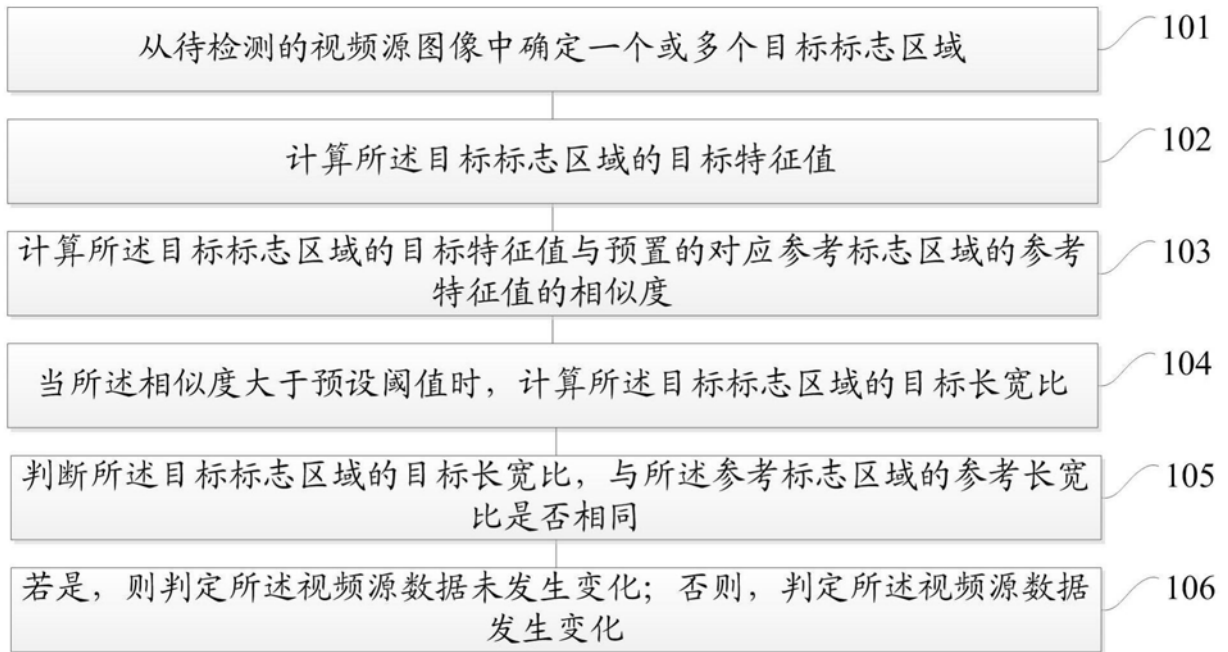 从待检测的视频源图像中确定一个或多个目标标志区域
101
计算所述目标标志区域的目标特征值
102
计算所述目标标志区域的目标特征值与预置的对应参考标志区域的参考
特征值的相似度
103
当所述相似度大于预设阈值时，计算所述目标标志区域的目标长宽比
104
判断所述目标标志区域的目标长宽比，与所述参考标志区域的参考长宽
比是否相同
105
若是，则判定所述视频源数据未发生变化；否则，判定所述视频源数据
发生变化
106